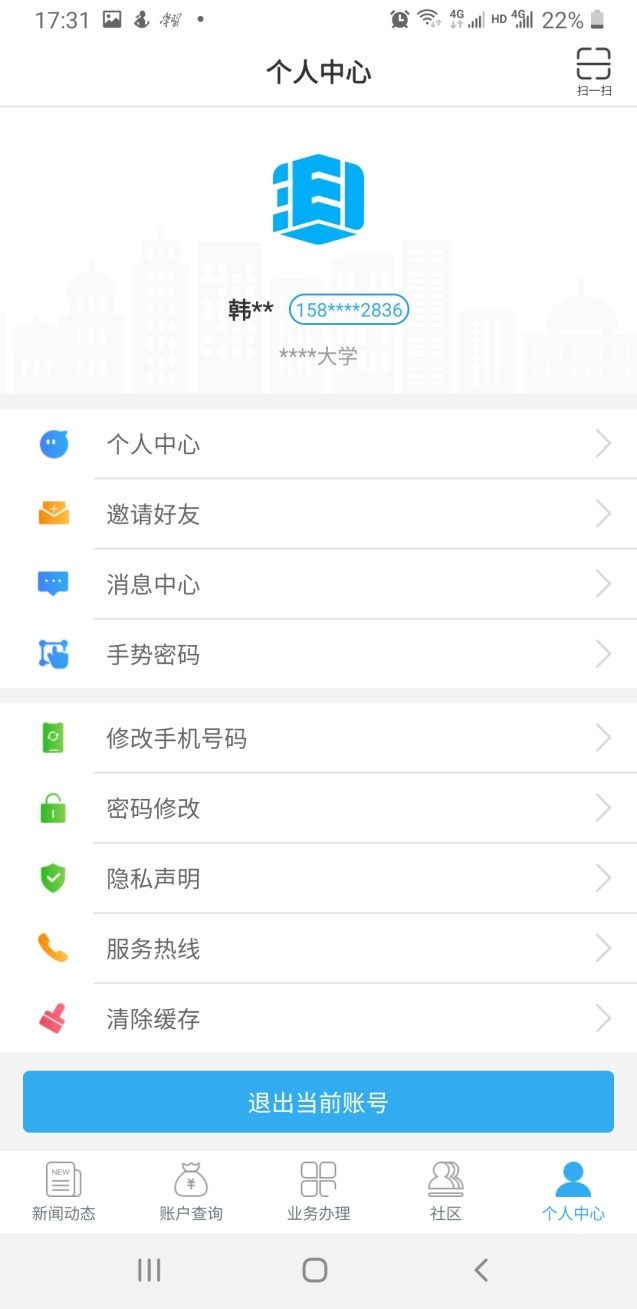 17:31 学习 4G HD 4G 22%
个人中心
扫一扫
韩** 158****2836
****大学
个人中心
邀请好友
消息中心
手势密码
修改手机号码
密码修改
隐私声明
服务热线
清除缓存
退出当前账号
NEW ¥
新闻动态 账户查询 业务办理 社区 个人中心